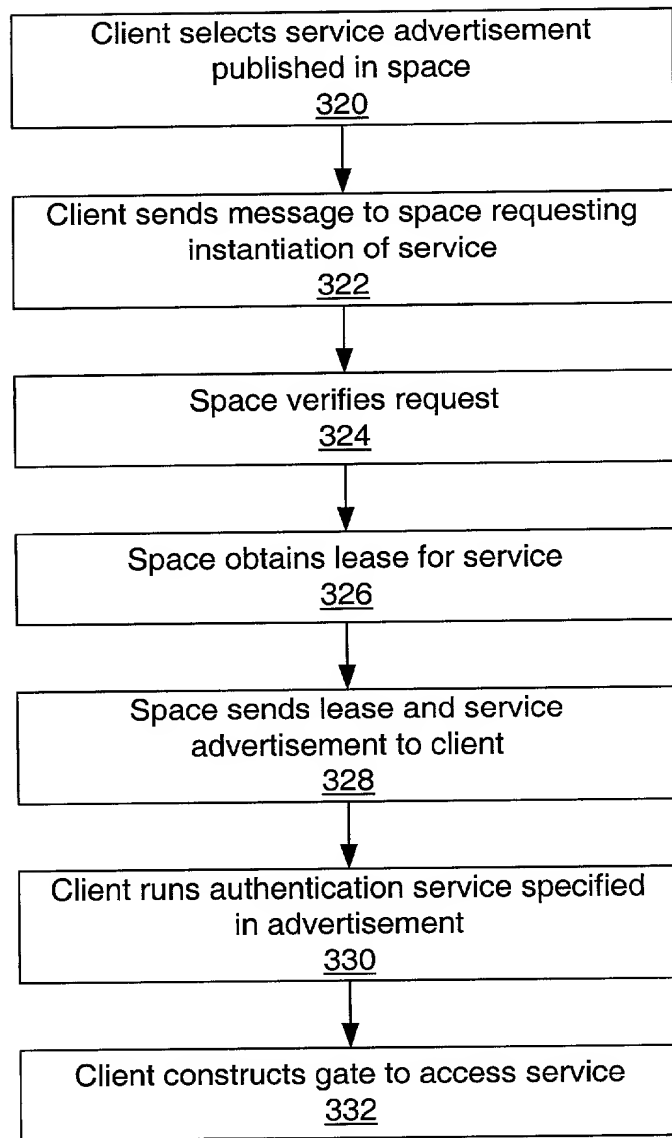 Client selects service advertisement
published in space
320
Client sends message to space requesting
instantiation of service
322
Space verifies request
324
Space obtains lease for service
326
Space sends lease and service
advertisement to client
328
Client runs authentication service specified
in advertisement
330
Client constructs gate to access service
332